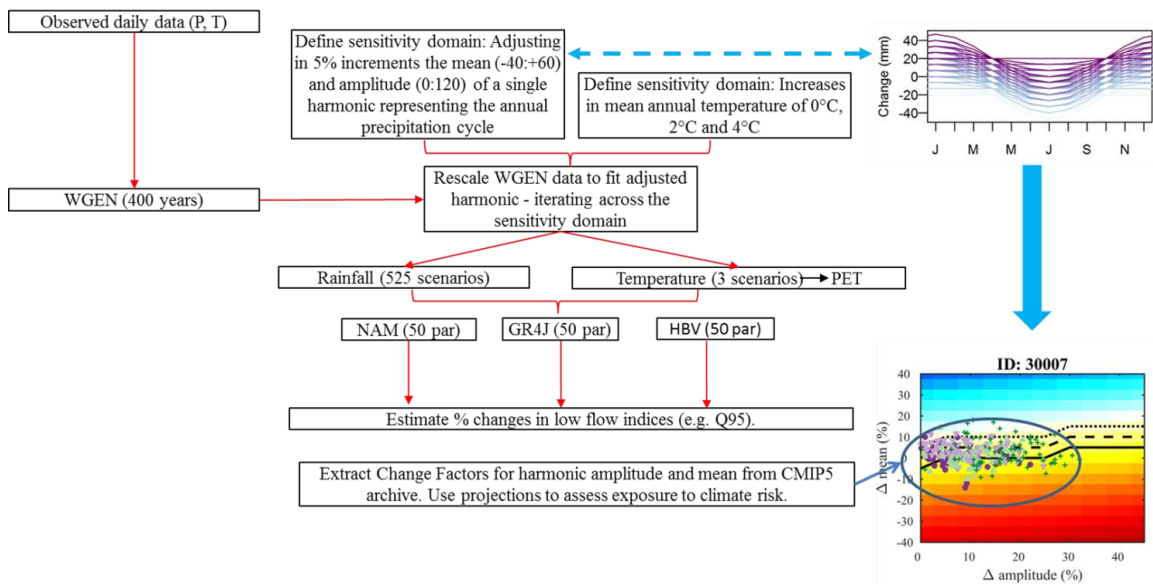 Observed daily data (P, T)
Define sensitivity domain: Adjusting
in 5% increments the mean (-40:+60)
and amplitude (0:120) of a single
harmonic representing the annual
precipitation cycle
Define sensitivity domain: Increases
in mean annual temperature of 0°C,
2°C and 4°C
Change (mm)
40
20
0
-20
-40
J M M J S N
WGEN (400 years)
Rescale WGEN data to fit adjusted
harmonic - iterating across the
sensitivity domain
Rainfall (525 scenarios)
Temperature (3 scenarios) PET
NAM (50 par)
GR4J (50 par)
HBV (50 par)
Estimate % changes in low flow indices (e.g. Q95).
Extract Change Factors for harmonic amplitude and mean from CMIP5
archive. Use projections to assess exposure to climate risk.
ID: 30007
Δ mean (%)
40
30
20
10
0
-10
-20
-30
-40
0 10 20 30 40
Δ amplitude (%)